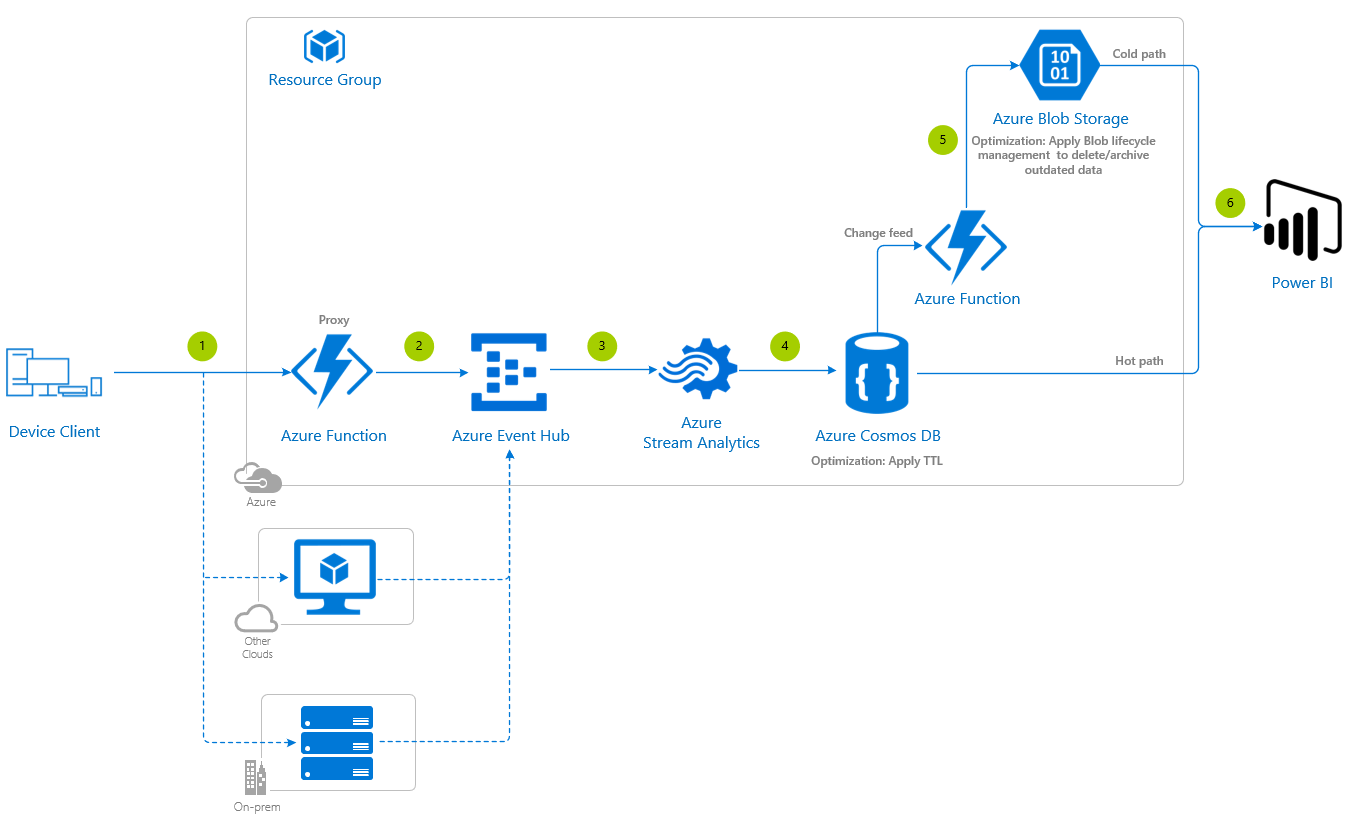 Resource Group
10
01
Cold path
Azure Blob Storage
5
Optimization: Apply Blob lifecycle
management to delete/archive
outdated data
6
Change feed
Power BI
Azure Function
Proxy
1
2
3
4
Hot path
Device Client
Azure Function
Azure Event Hub
Azure
Stream Analytics
{ }
Azure Cosmos DB
Optimization: Apply TTL
Azure
Other
Clouds
On-prem